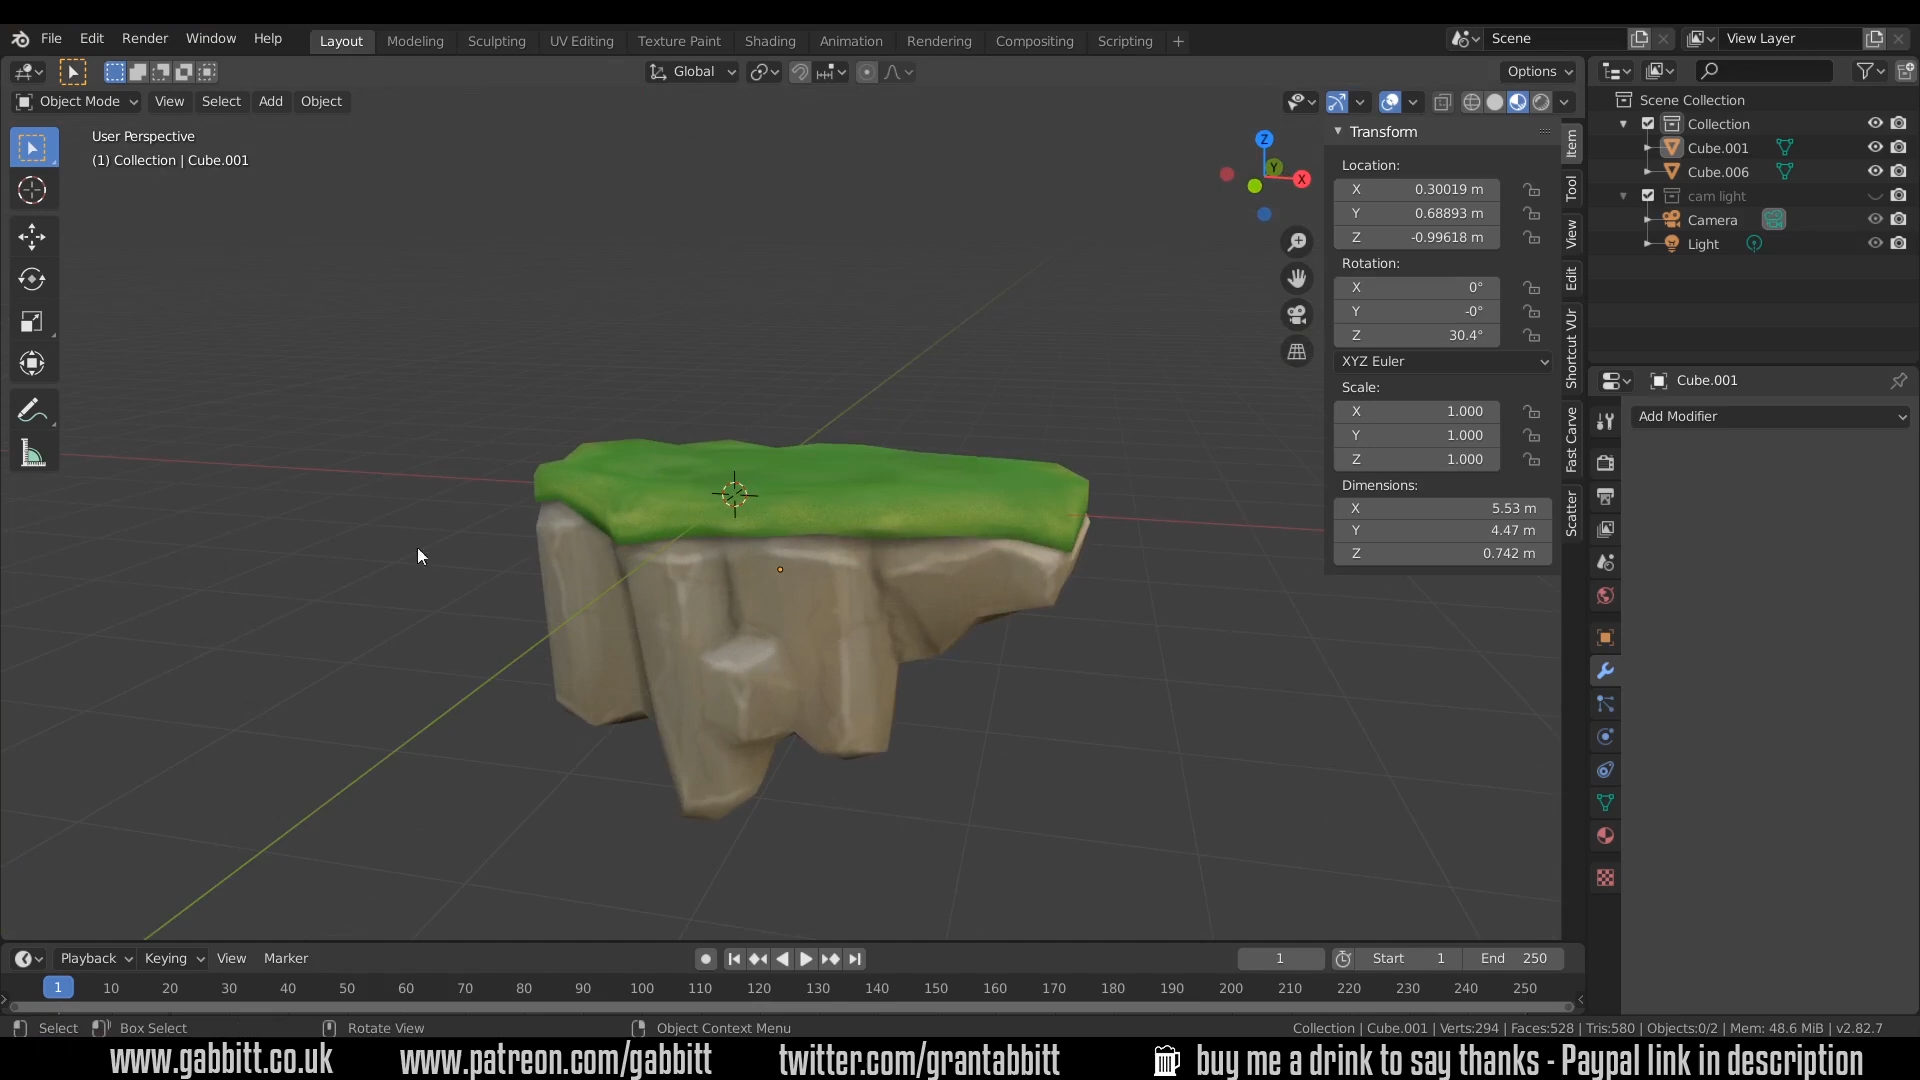 File Edit Render Window Help Layout Modeling Sculpting UV Editing Texture Paint Shading Animation Rendering Compositing Scripting + Scene View Layer
Global Options
Object Mode View Select Add Object
User Perspective
(1) Collection | Cube.001
Z
Y
X
Transform
Location:
X 0.30019 m
Y 0.68893 m
Z -0.99618 m
Rotation:
X 0°
Y -0°
Z 30.4°
XYZ Euler
Scale:
X 1.000
Y 1.000
Z 1.000
Dimensions:
X 5.53 m
Y 4.47 m
Z 0.742 m
Item
Tool
View
Edit
Shortcut VUr
Fast Carve
Scatter
Scene Collection
Collection
Cube.001
Cube.006
cam light
Camera
Light
Cube.001
Add Modifier
Playback Keying View Marker 1 Start 1 End 250
1 10 20 30 40 50 60 70 80 90 100 110 120 130 140 150 160 170 180 190 200 210 220 230 240 250
Select Box Select Rotate View Object Context Menu Collection | Cube.001 | Verts:294 | Faces:528 | Tris:580 | Objects:0/2 | Mem: 48.6 MiB | v2.82.7
www.gabbitt.co.uk www.patreon.com/gabbitt twitter.com/grantabbitt buy me a drink to say thanks - Paypal link in description